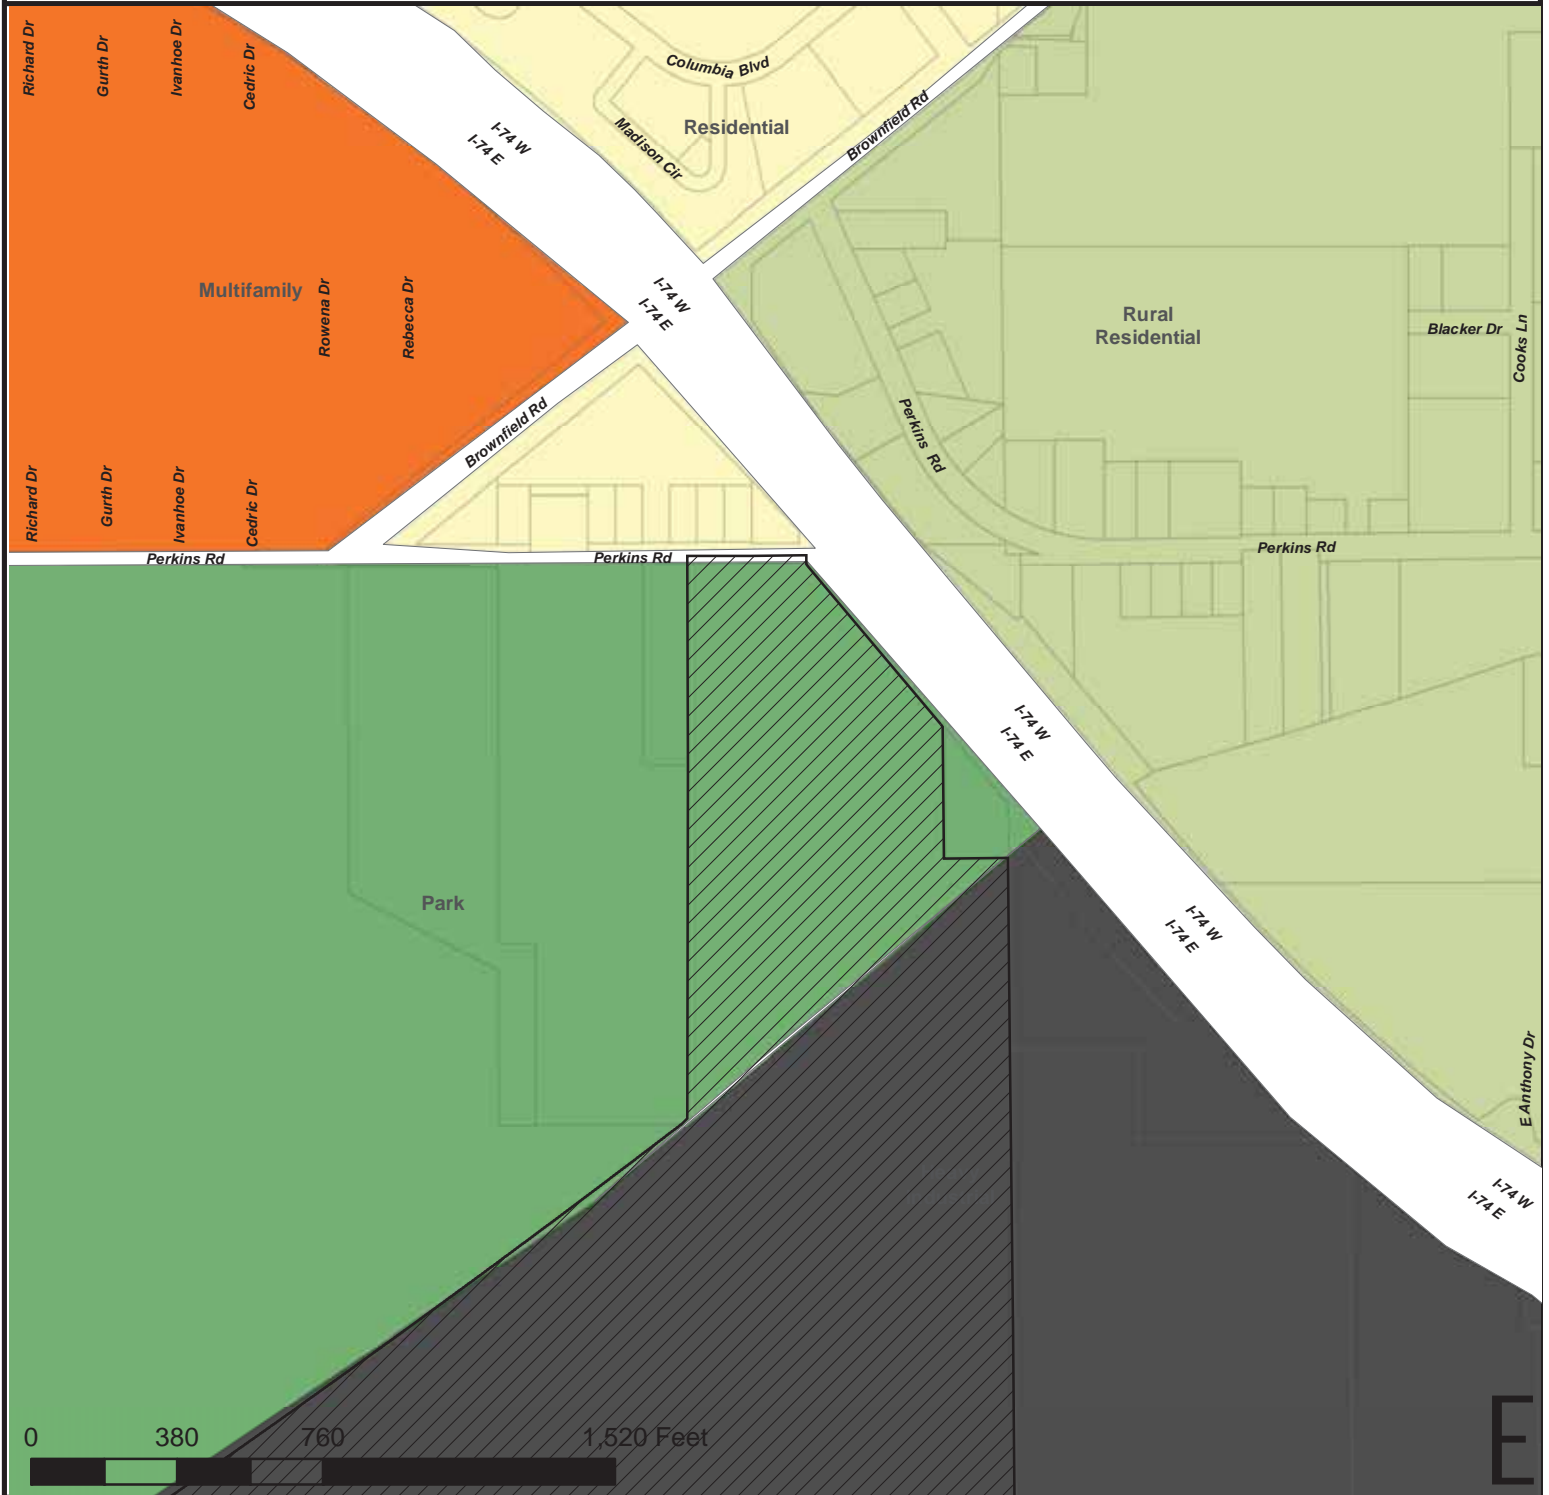 Richard Dr
Gurth Dr
Ivanhoe Dr
Cedric Dr
I-74 W
I-74 E
Columbia Blvd
Madison Cir
Residential
Brownfield Rd
Multifamily
Rowena Dr
Rebecca Dr
I-74 W
I-74 E
Rural
Residential
Blacker Dr
Cooks Ln
Brownfield Rd
Perkins Rd
Richard Dr
Gurth Dr
Ivanhoe Dr
Cedric Dr
Perkins Rd
Perkins Rd
Perkins Rd
I-74 W
I-74 E
Park
I-74 W
I-74 E
E Anthony Dr
I-74 W
I-74 E
0 380 760 1,520 Feet
E